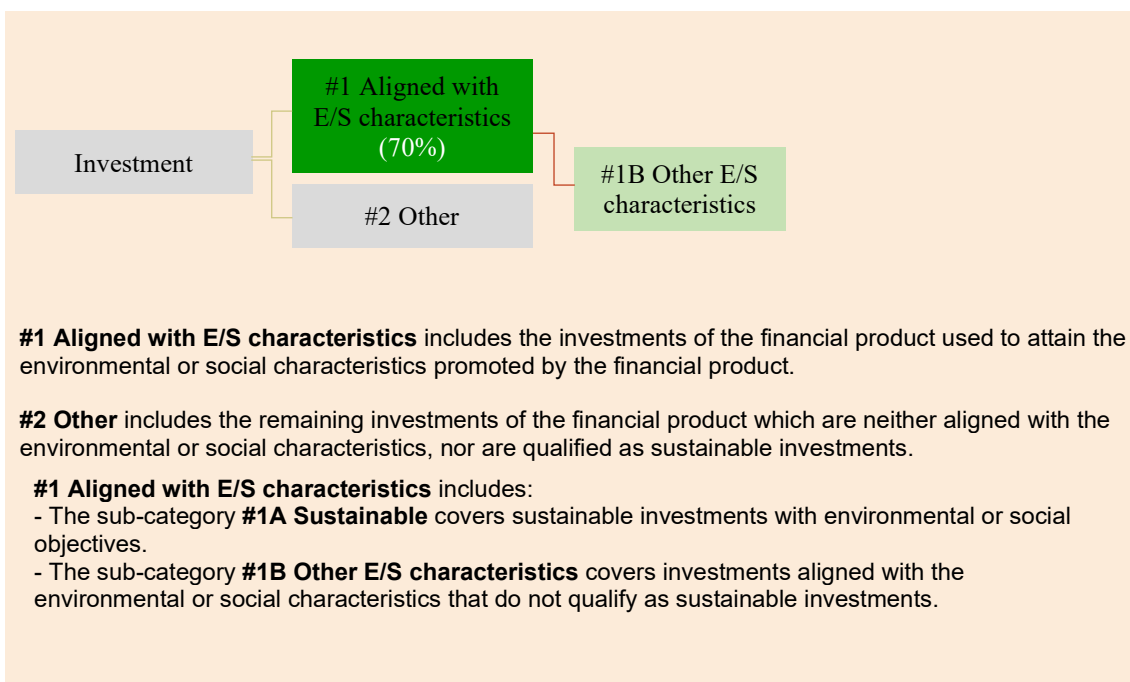 #1 Aligned with
E/S characteristics
(70%)
Investment
#1B Other E/S
characteristics
#2 Other
#1 Aligned with E/S characteristics includes the investments of the financial product used to attain the
environmental or social characteristics promoted by the financial product.
#2 Other includes the remaining investments of the financial product which are neither aligned with the
environmental or social characteristics, nor are qualified as sustainable investments.
#1 Aligned with E/S characteristics includes:
- The sub-category #1A Sustainable covers sustainable investments with environmental or social
objectives.
- The sub-category #1B Other E/S characteristics covers investments aligned with the
environmental or social characteristics that do not qualify as sustainable investments.